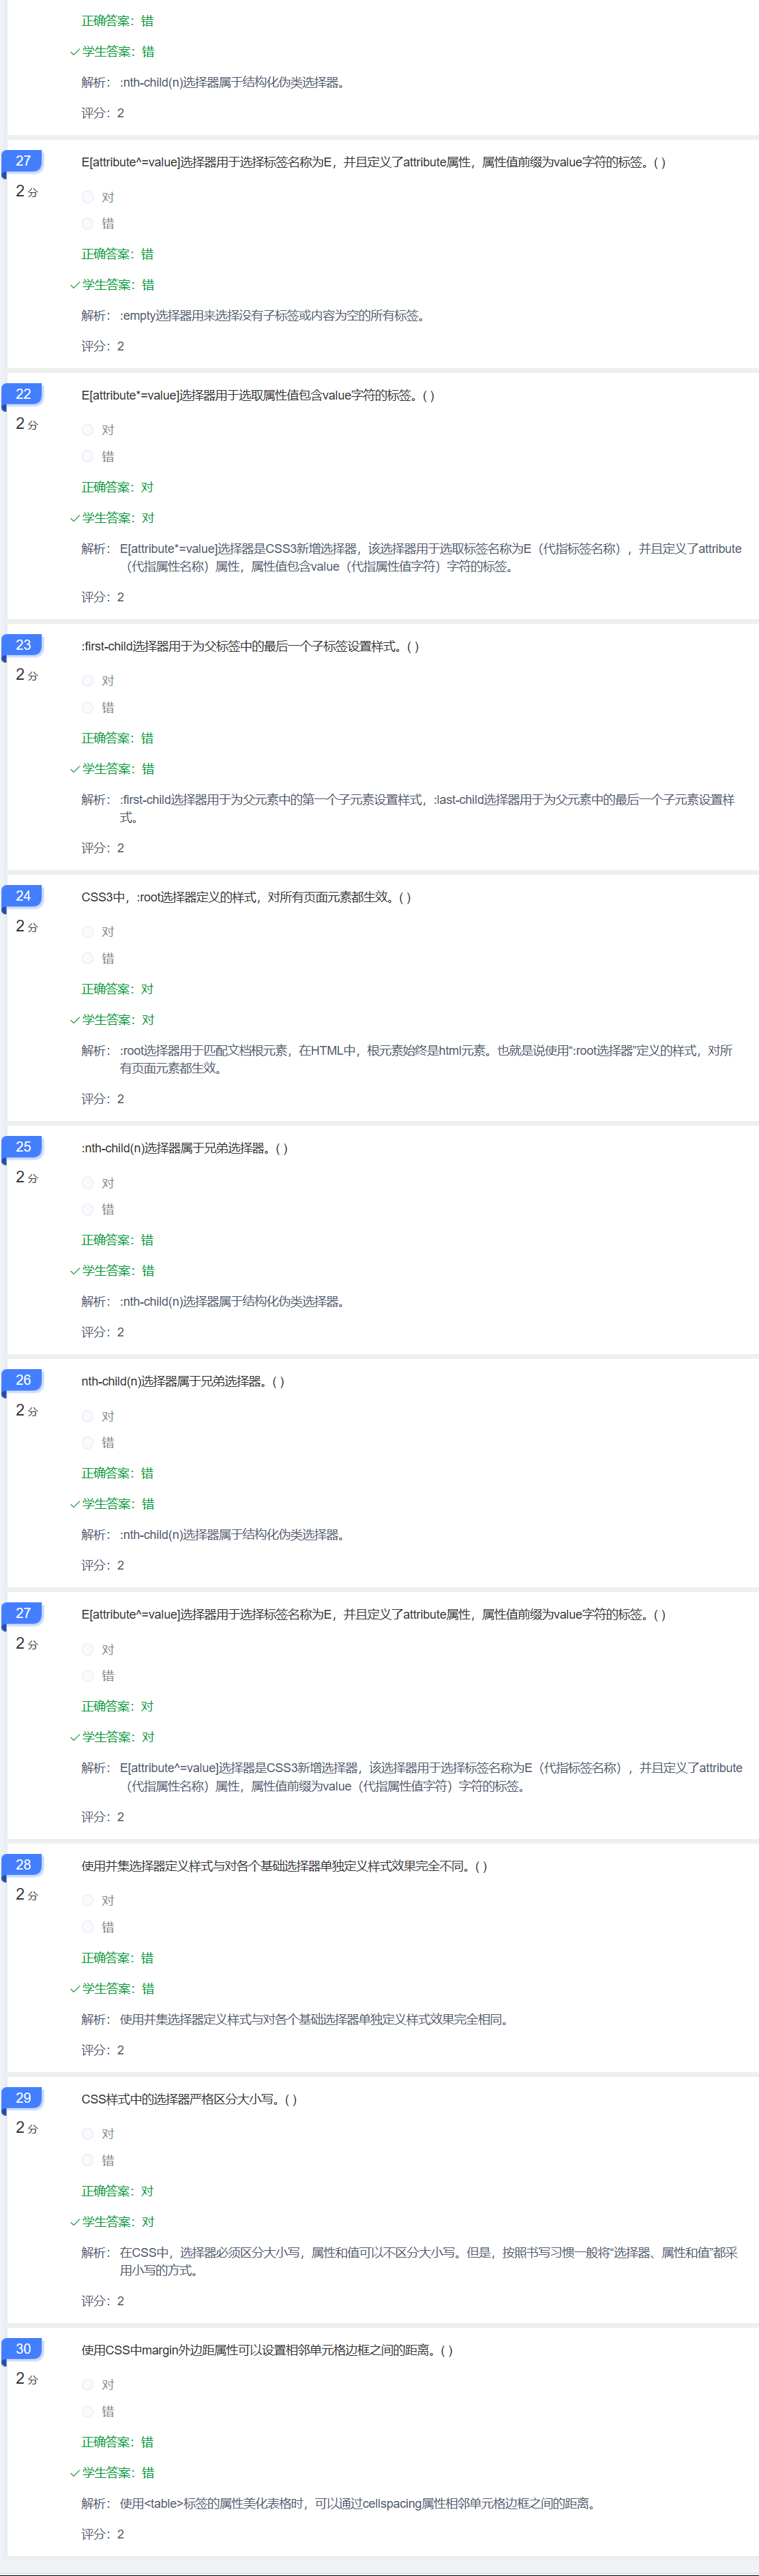 正确答案：错
学生答案：错
解析： :nth-child(n)选择器属于结构化伪类选择器。
评分：2
27
E[attribute^=value]选择器用于选择标签名称为E，并且定义了attribute属性，属性值前缀为value字符的标签。( )
2 分
对
错
正确答案：错
学生答案：错
解析： :empty选择器用来选择没有子标签或内容为空的所有标签。
评分：2
22
E[attribute*=value]选择器用于选取属性值包含value字符的标签。( )
2 分
对
错
正确答案：对
学生答案：对
解析： E[attribute*=value]选择器是CSS3新增选择器，该选择器用于选取标签名称为E（代指标签名称），并且定义了attribute
（代指属性名称）属性，属性值包含value（代指属性值字符）字符的标签。
评分：2
23
:first-child选择器用于为父标签中的最后一个子标签设置样式。( )
2 分
对
错
正确答案：错
学生答案：错
解析： :first-child选择器用于为父元素中的第一个子元素设置样式，:last-child选择器用于为父元素中的最后一个子元素设置样
式。
评分：2
24
CSS3中，:root选择器定义的样式，对所有页面元素都生效。( )
2 分
对
错
正确答案：对
学生答案：对
解析： :root选择器用于匹配文档根元素，在HTML中，根元素始终是html元素。也就是说使用“:root选择器”定义的样式，对所
有页面元素都生效。
评分：2
25
:nth-child(n)选择器属于兄弟选择器。( )
2 分
对
错
正确答案：错
学生答案：错
解析： :nth-child(n)选择器属于结构化伪类选择器。
评分：2
26
nth-child(n)选择器属于兄弟选择器。( )
2 分
对
错
正确答案：错
学生答案：错
解析： :nth-child(n)选择器属于结构化伪类选择器。
评分：2
27
E[attribute^=value]选择器用于选择标签名称为E，并且定义了attribute属性，属性值前缀为value字符的标签。( )
2 分
对
错
正确答案：对
学生答案：对
解析： E[attribute^=value]选择器是CSS3新增选择器，该选择器用于选择标签名称为E（代指标签名称），并且定义了attribute
（代指属性名称）属性，属性值前缀为value（代指属性值字符）字符的标签。
评分：2
28
使用并集选择器定义样式与对各个基础选择器单独定义样式效果完全不同。( )
2 分
对
错
正确答案：错
学生答案：错
解析： 使用并集选择器定义样式与对各个基础选择器单独定义样式效果完全相同。
评分：2
29
CSS样式中的选择器严格区分大小写。( )
2 分
对
错
正确答案：对
学生答案：对
解析： 在CSS中，选择器必须区分大小写，属性和值可以不区分大小写。但是，按照书写习惯一般将“选择器、属性和值”都采
用小写的方式。
评分：2
30
使用CSS中margin外边距属性可以设置相邻单元格边框之间的距离。( )
2 分
对
错
正确答案：错
学生答案：错
解析： 使用<table>标签的属性美化表格时，可以通过cellspacing属性相邻单元格边框之间的距离。
评分：2